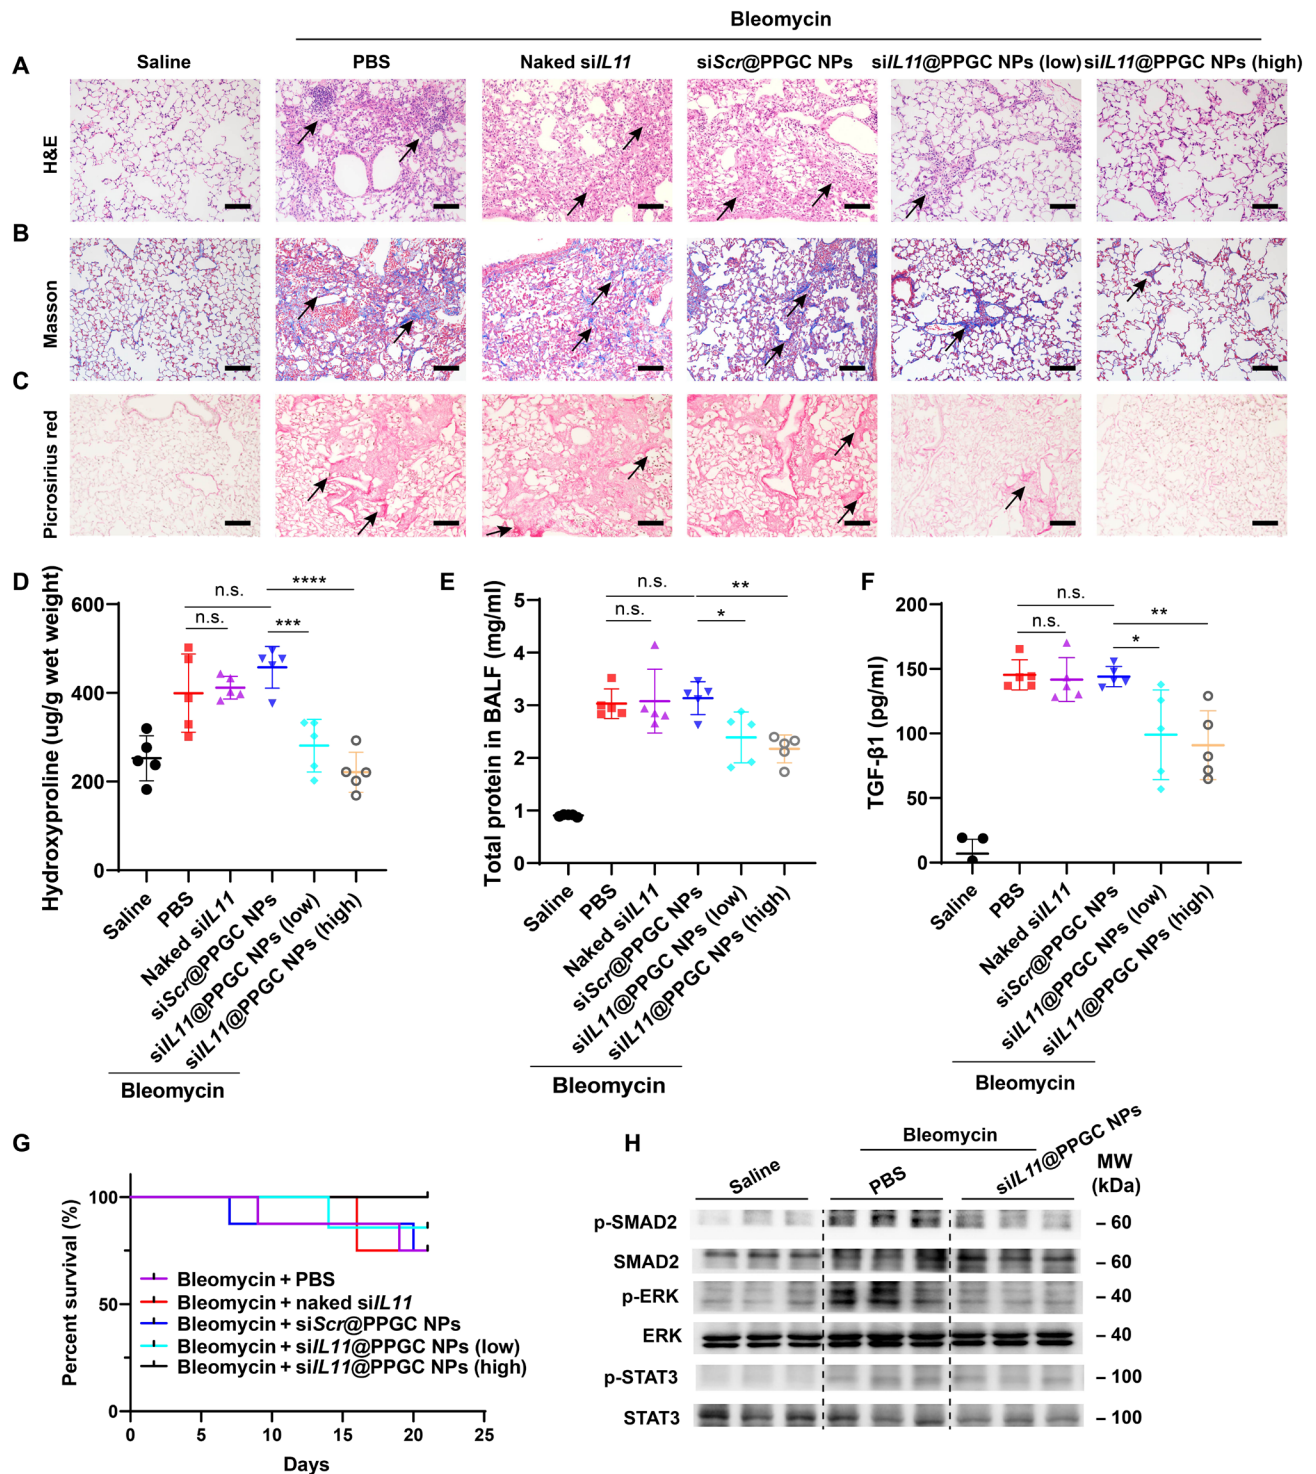 Bleomycin
A
Saline
PBS
Naked siIL11
siScr@PPGC NPs
siIL11@PPGC NPs (low)
siIL11@PPGC NPs (high)
H&E
B
Masson
C
Picrosirius red
D
Hydroxyproline (ug/g wet weight)
600
400
200
0
n.s.
n.s.
****
***
Saline
PBS
Naked siIL11
siScr@PPGC NPs
siIL11@PPGC NPs (low)
siIL11@PPGC NPs (high)
Bleomycin
E
Total protein in BALF (mg/ml)
5
4
3
2
1
0
n.s.
n.s.
**
*
Saline
PBS
Naked siIL11
siScr@PPGC NPs
siIL11@PPGC NPs (low)
siIL11@PPGC NPs (high)
Bleomycin
F
TGF-β1 (pg/ml)
200
150
100
50
0
n.s.
n.s.
**
*
Saline
PBS
Naked siIL11
siScr@PPGC NPs
siIL11@PPGC NPs (low)
siIL11@PPGC NPs (high)
Bleomycin
G
Percent survival (%)
100
50
0
Bleomycin + PBS
Bleomycin + naked siIL11
Bleomycin + siScr@PPGC NPs
Bleomycin + siIL11@PPGC NPs (low)
Bleomycin + siIL11@PPGC NPs (high)
0 5 10 15 20 25
Days
H
Bleomycin
Saline
PBS
siIL11@PPGC NPs
MW
(kDa)
p-SMAD2 – 60
SMAD2 – 60
p-ERK – 40
ERK – 40
p-STAT3 – 100
STAT3 – 100